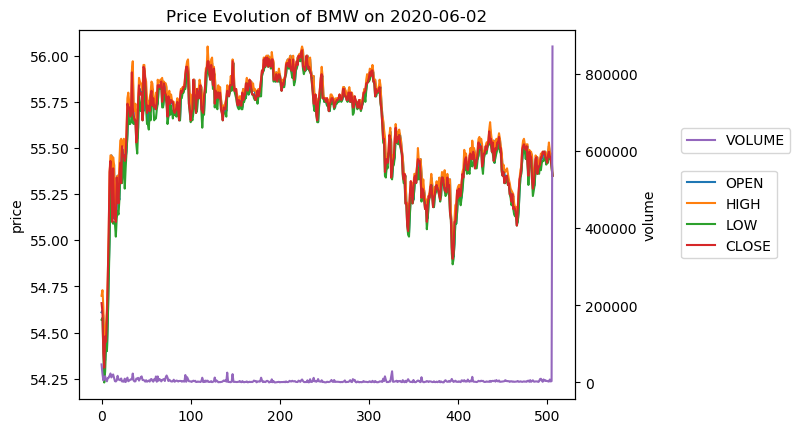 Price Evolution of BMW on 2020-06-02
56.00
55.75
55.50
55.25
55.00
54.75
54.50
54.25
price
0
100
200
300
400
500
800000
600000
400000
200000
0
volume
VOLUME
OPEN
HIGH
LOW
CLOSE